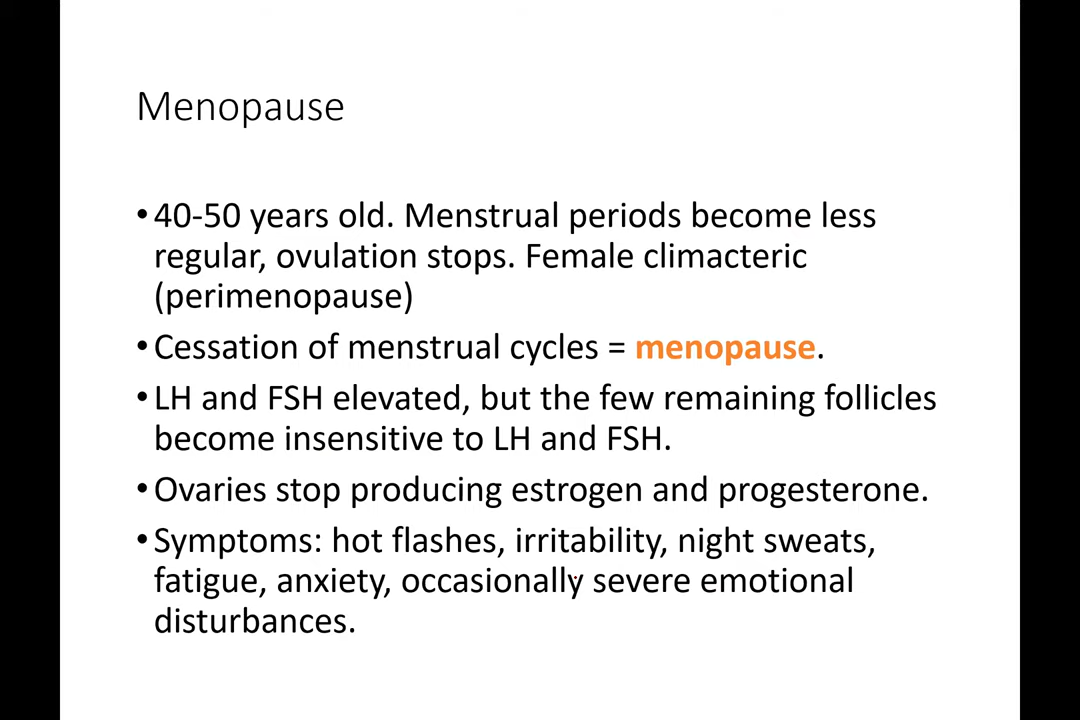 Menopause
•40-50 years old. Menstrual periods become less
regular, ovulation stops. Female climacteric
(perimenopause)
•Cessation of menstrual cycles = menopause.
•LH and FSH elevated, but the few remaining follicles
become insensitive to LH and FSH.
•Ovaries stop producing estrogen and progesterone.
•Symptoms: hot flashes, irritability, night sweats,
fatigue, anxiety, occasionally severe emotional
disturbances.